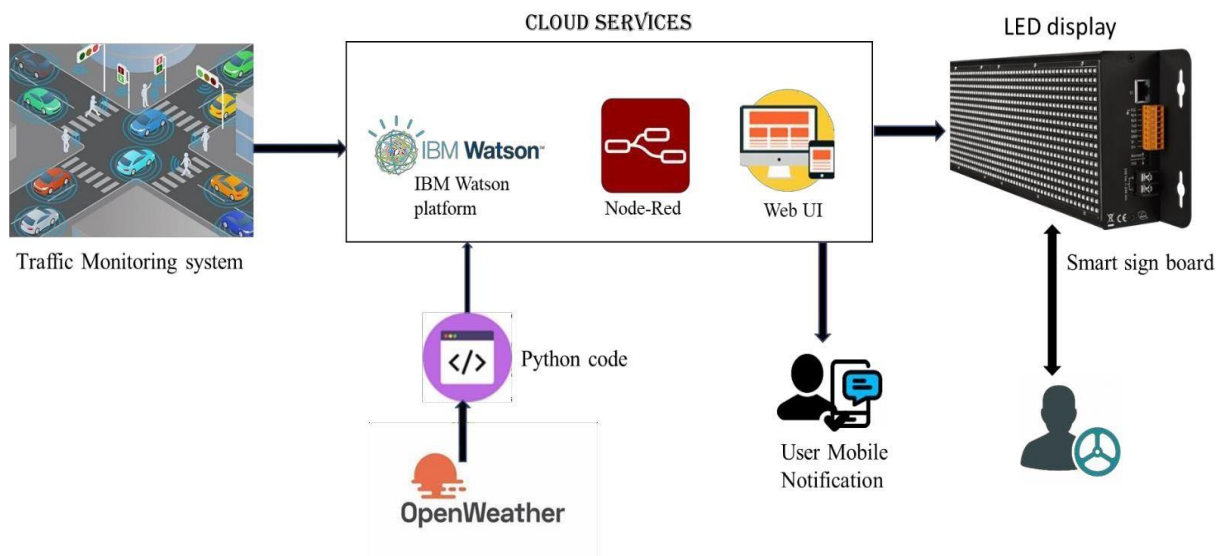 CLOUD SERVICES
LED display
IBM Watson™
IBM Watson
platform
Node-Red
Web UI
Traffic Monitoring system
Smart sign board
</>
Python code
User Mobile
Notification
OpenWeather